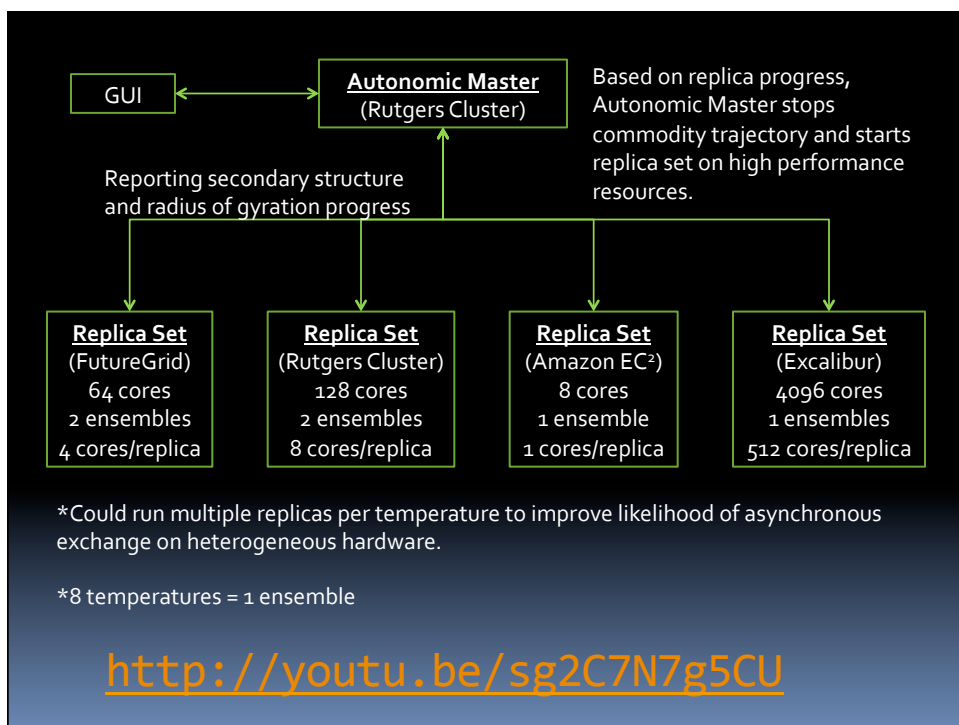 GUI
Autonomic Master
(Rutgers Cluster)
Based on replica progress,
Autonomic Master stops
commodity trajectory and starts
replica set on high performance
resources.
Reporting secondary structure
and radius of gyration progress
Replica Set
(FutureGrid)
64 cores
2 ensembles
4 cores/replica
Replica Set
(Rutgers Cluster)
128 cores
2 ensembles
8 cores/replica
Replica Set
(Amazon EC²)
8 cores
1 ensemble
1 cores/replica
Replica Set
(Excalibur)
4096 cores
1 ensembles
512 cores/replica
*Could run multiple replicas per temperature to improve likelihood of asynchronous
exchange on heterogeneous hardware.
*8 temperatures = 1 ensemble
http://youtu.be/sg2C7N7g5CU